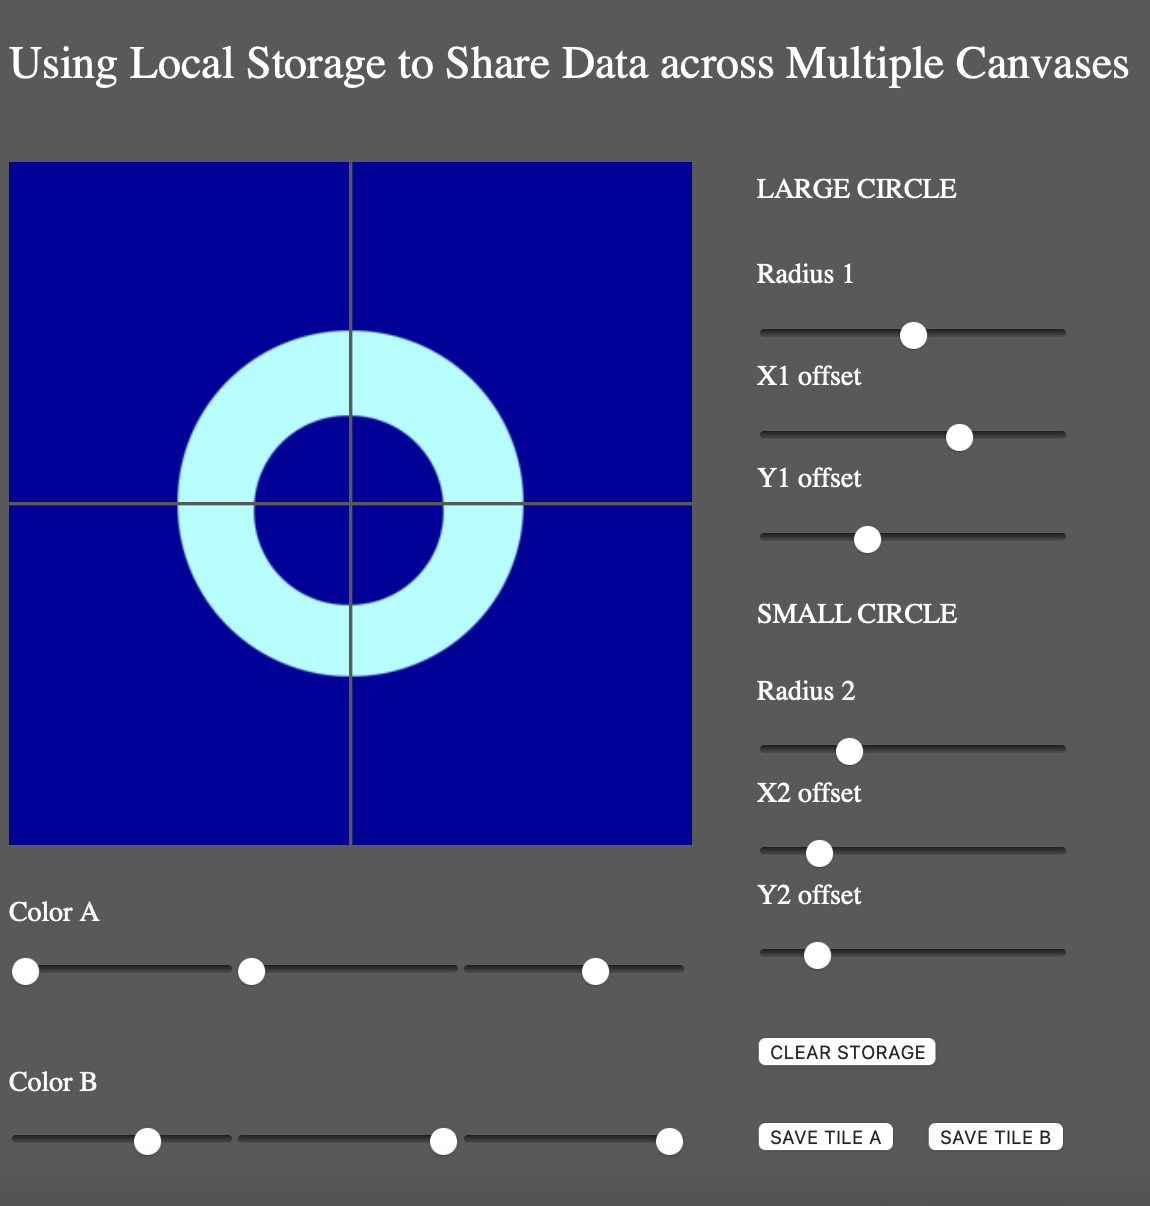 Using Local Storage to Share Data across Multiple Canvases
LARGE CIRCLE
Radius 1
X1 offset
Y1 offset
SMALL CIRCLE
Radius 2
X2 offset
Y2 offset
Color A
Color B
CLEAR STORAGE
SAVE TILE A
SAVE TILE B